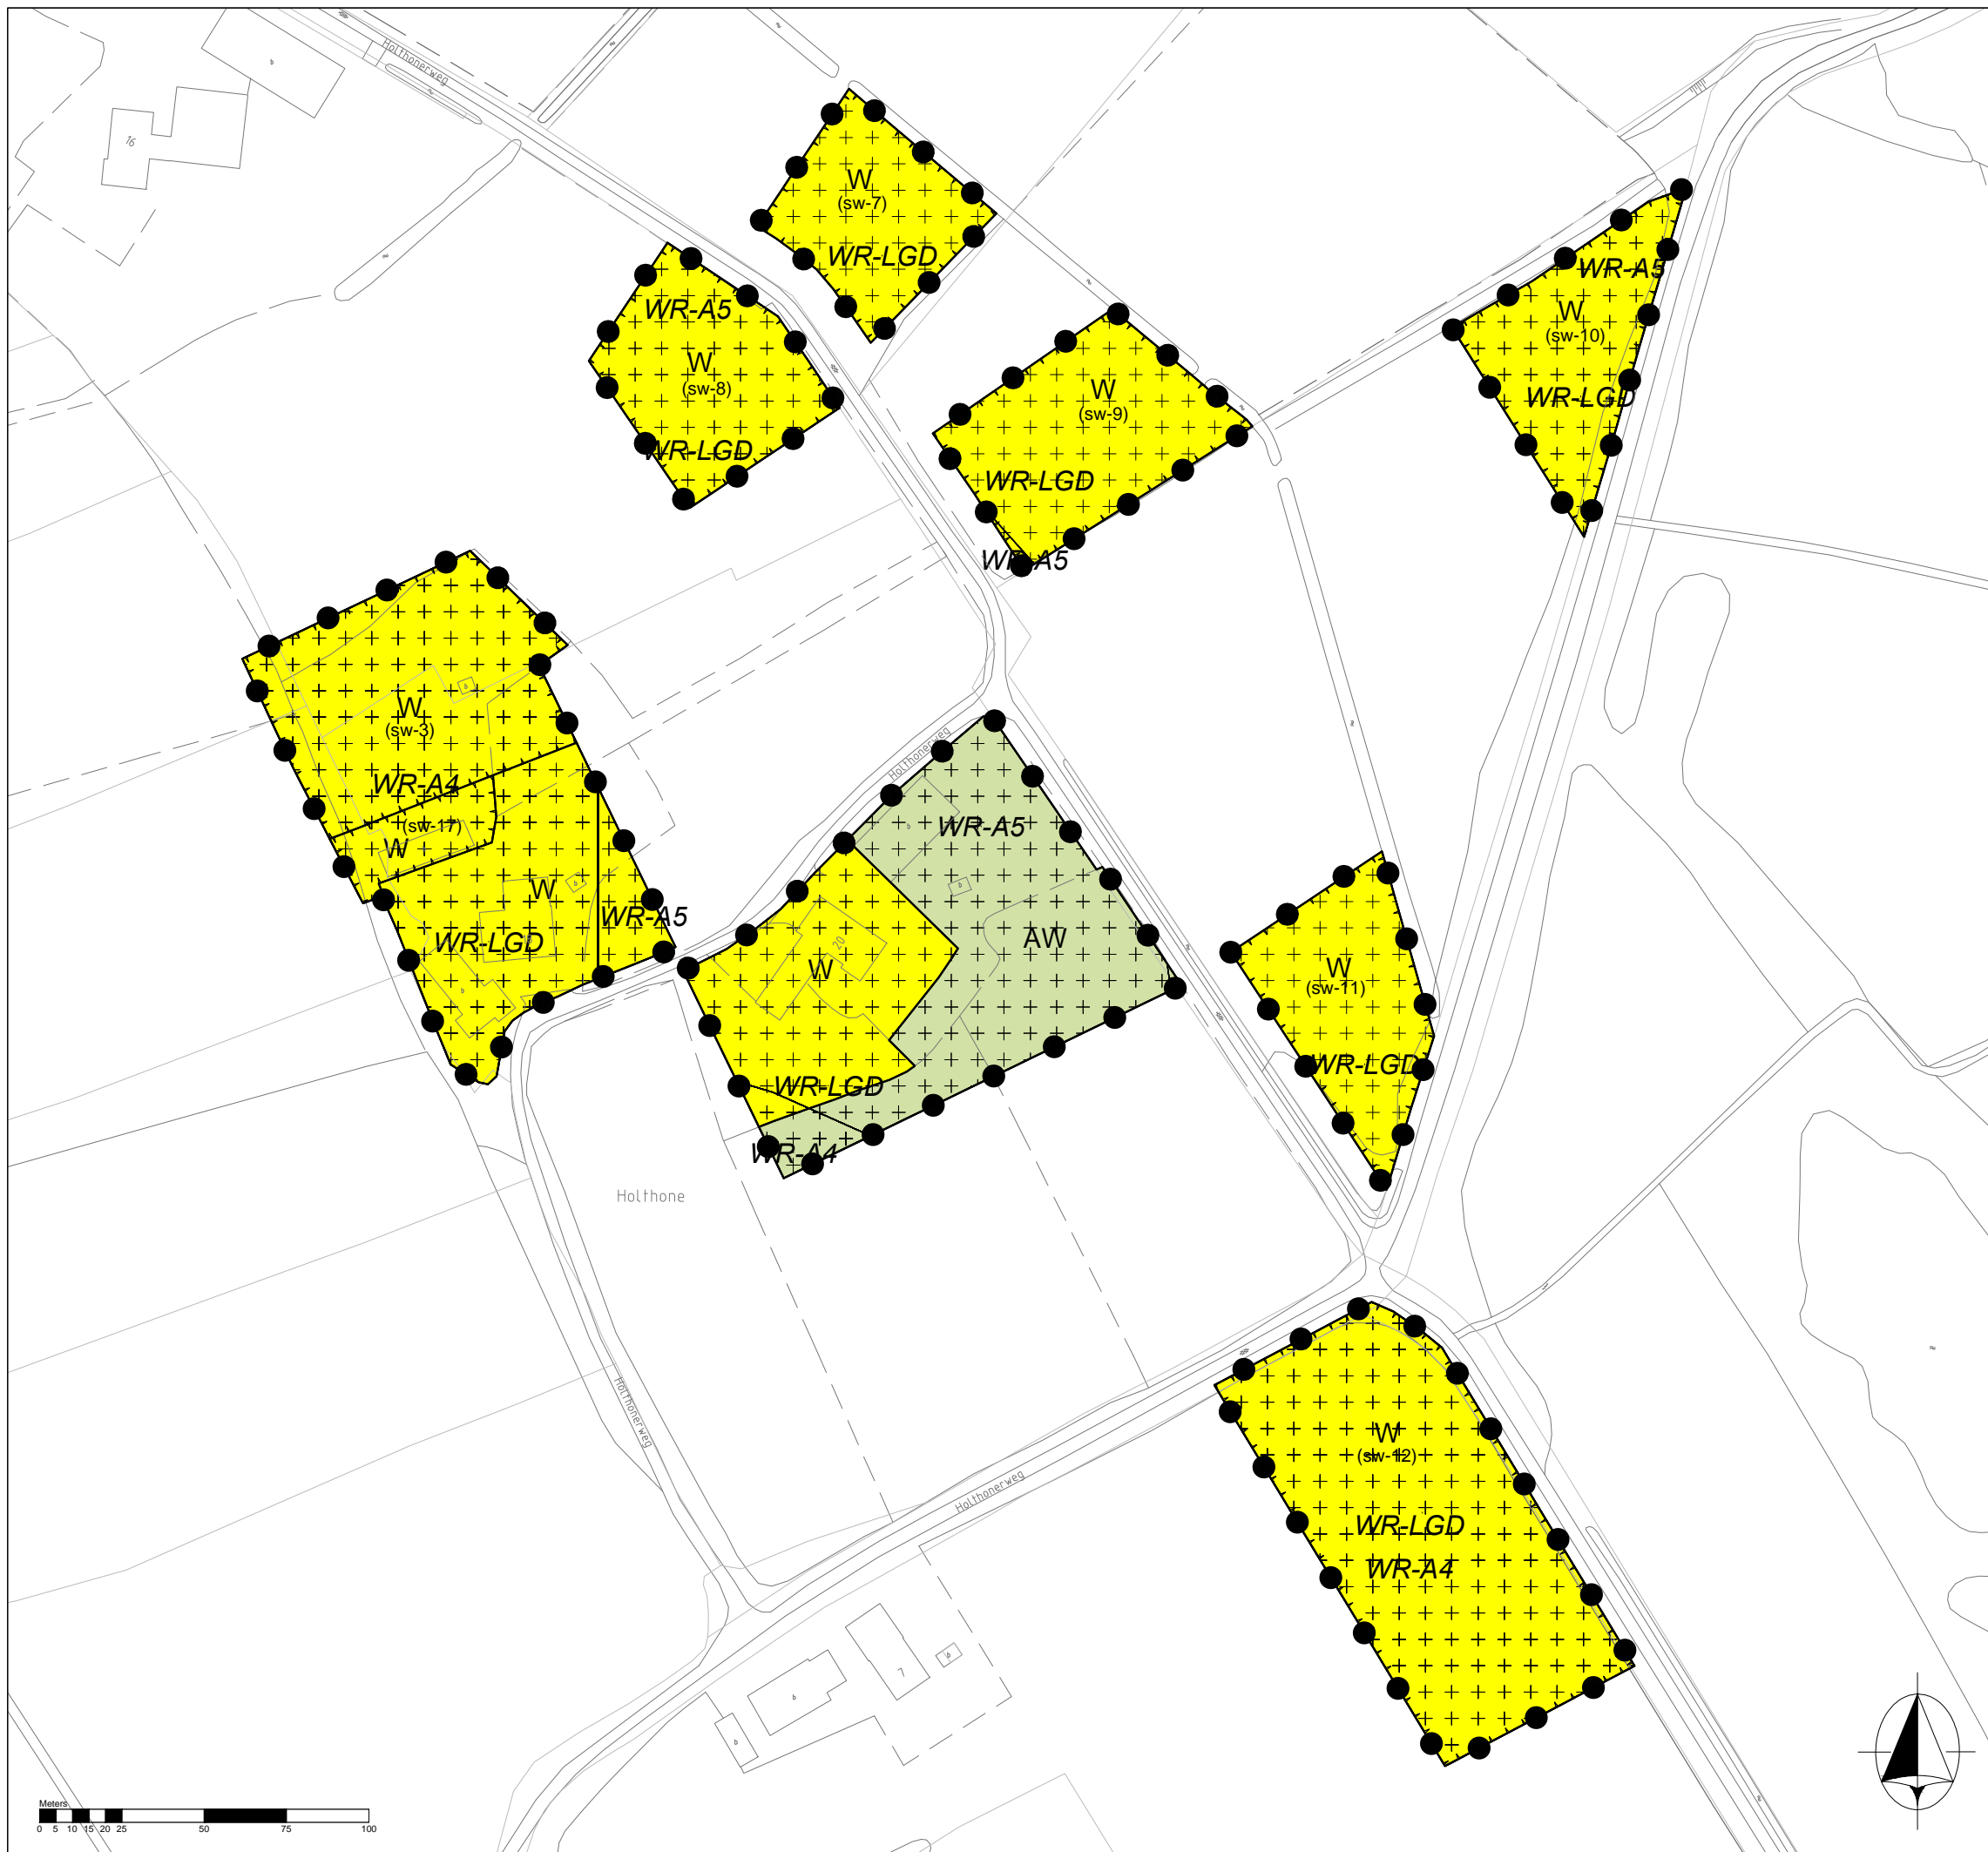 Holthonerweg
16
W
(sw-7)
WR-LGD
WR-A5
W
(sw-8)
WR-LGD
WR-A5
W
(sw-10)
WR-LGD
W
(sw-9)
WR-LGD
WR-A5
W
(sw-3)
WR-A4
(sw-17)
W
W
WR-A5
WR-LGD
Holthonerweg
WR-A5
AW
20
W
WR-LGD
WR-A4
W
(sw-11)
WR-LGD
Holthone
Holthonerweg
Holthonerweg
W
(sw-12)
WR-LGD
WR-A4
7
Meters
0 5 10 15 20 25 50 75 100